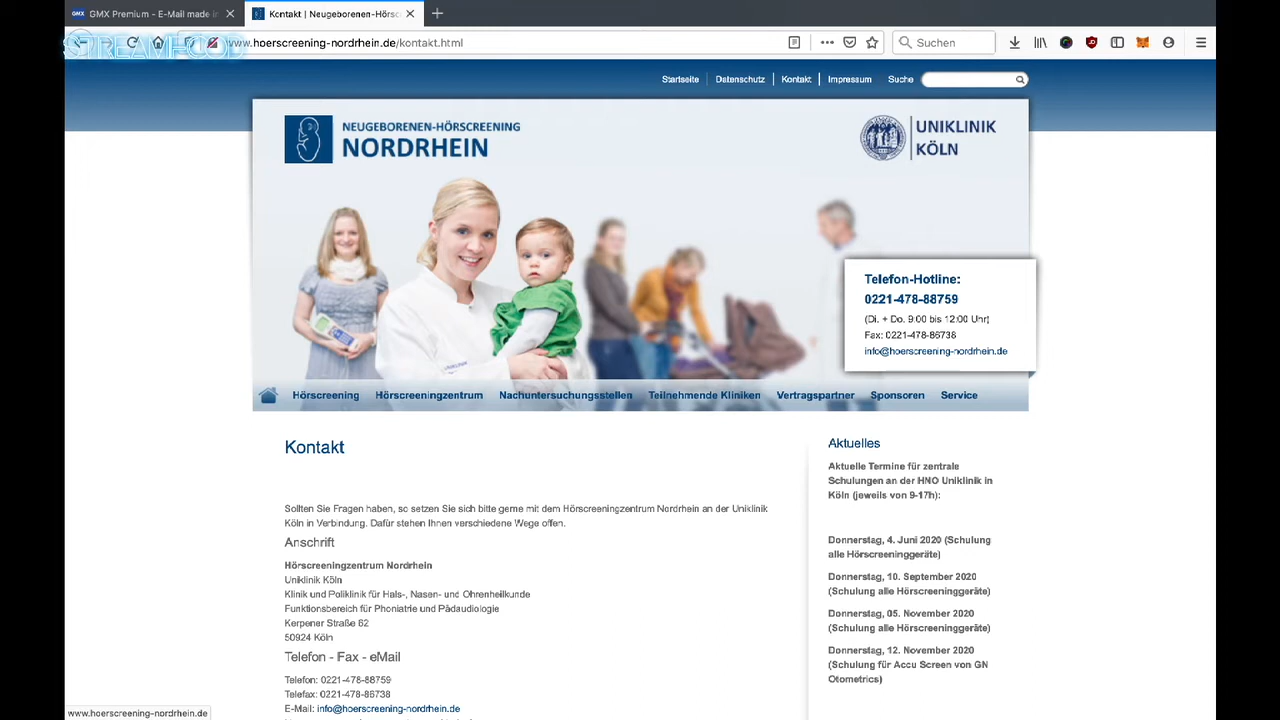 GMX Premium - E-Mail made in
Kontakt | Neugeborenen-Hörsc
STREAMFOOD
www.hoerscreening-nordrhein.de/kontakt.html
Suchen
Startseite
Datenschutz
Kontakt
Impressum
Suche
NEUGEBORENEN-HÖRSCREENING
NORDRHEIN
UNIKLINIK
KÖLN
Telefon-Hotline:
0221-478-88759
(Di. + Do. 9:00 bis 12:00 Uhr)
Fax: 0221-478-86738
info@hoerscreening-nordrhein.de
Hörscreening
Hörscreeningzentrum
Nachuntersuchungsstellen
Teilnehmende Kliniken
Vertragspartner
Sponsoren
Service
Kontakt
Sollten Sie Fragen haben, so setzen Sie sich bitte gerne mit dem Hörscreeningzentrum Nordrhein an der Uniklinik
Köln in Verbindung. Dafür stehen Ihnen verschiedene Wege offen.
Anschrift
Hörscreeningzentrum Nordrhein
Uniklinik Köln
Klinik und Poliklinik für Hals-, Nasen- und Ohrenheilkunde
Funktionsbereich für Phoniatrie und Pädaudiologie
Kerpener Straße 62
50924 Köln
Telefon - Fax - eMail
Telefon: 0221-478-88759
Telefax: 0221-478-86738
E-Mail: info@hoerscreening-nordrhein.de
Aktuelles
Aktuelle Termine für zentrale
Schulungen an der HNO Uniklinik in
Köln (jeweils von 9-17h):
Donnerstag, 4. Juni 2020 (Schulung
alle Hörscreeninggeräte)
Donnerstag, 10. September 2020
(Schulung alle Hörscreeninggeräte)
Donnerstag, 05. November 2020
(Schulung alle Hörscreeninggeräte)
Donnerstag, 12. November 2020
(Schulung für Accu Screen von GN
Otometrics)
www.hoerscreening-nordrhein.de